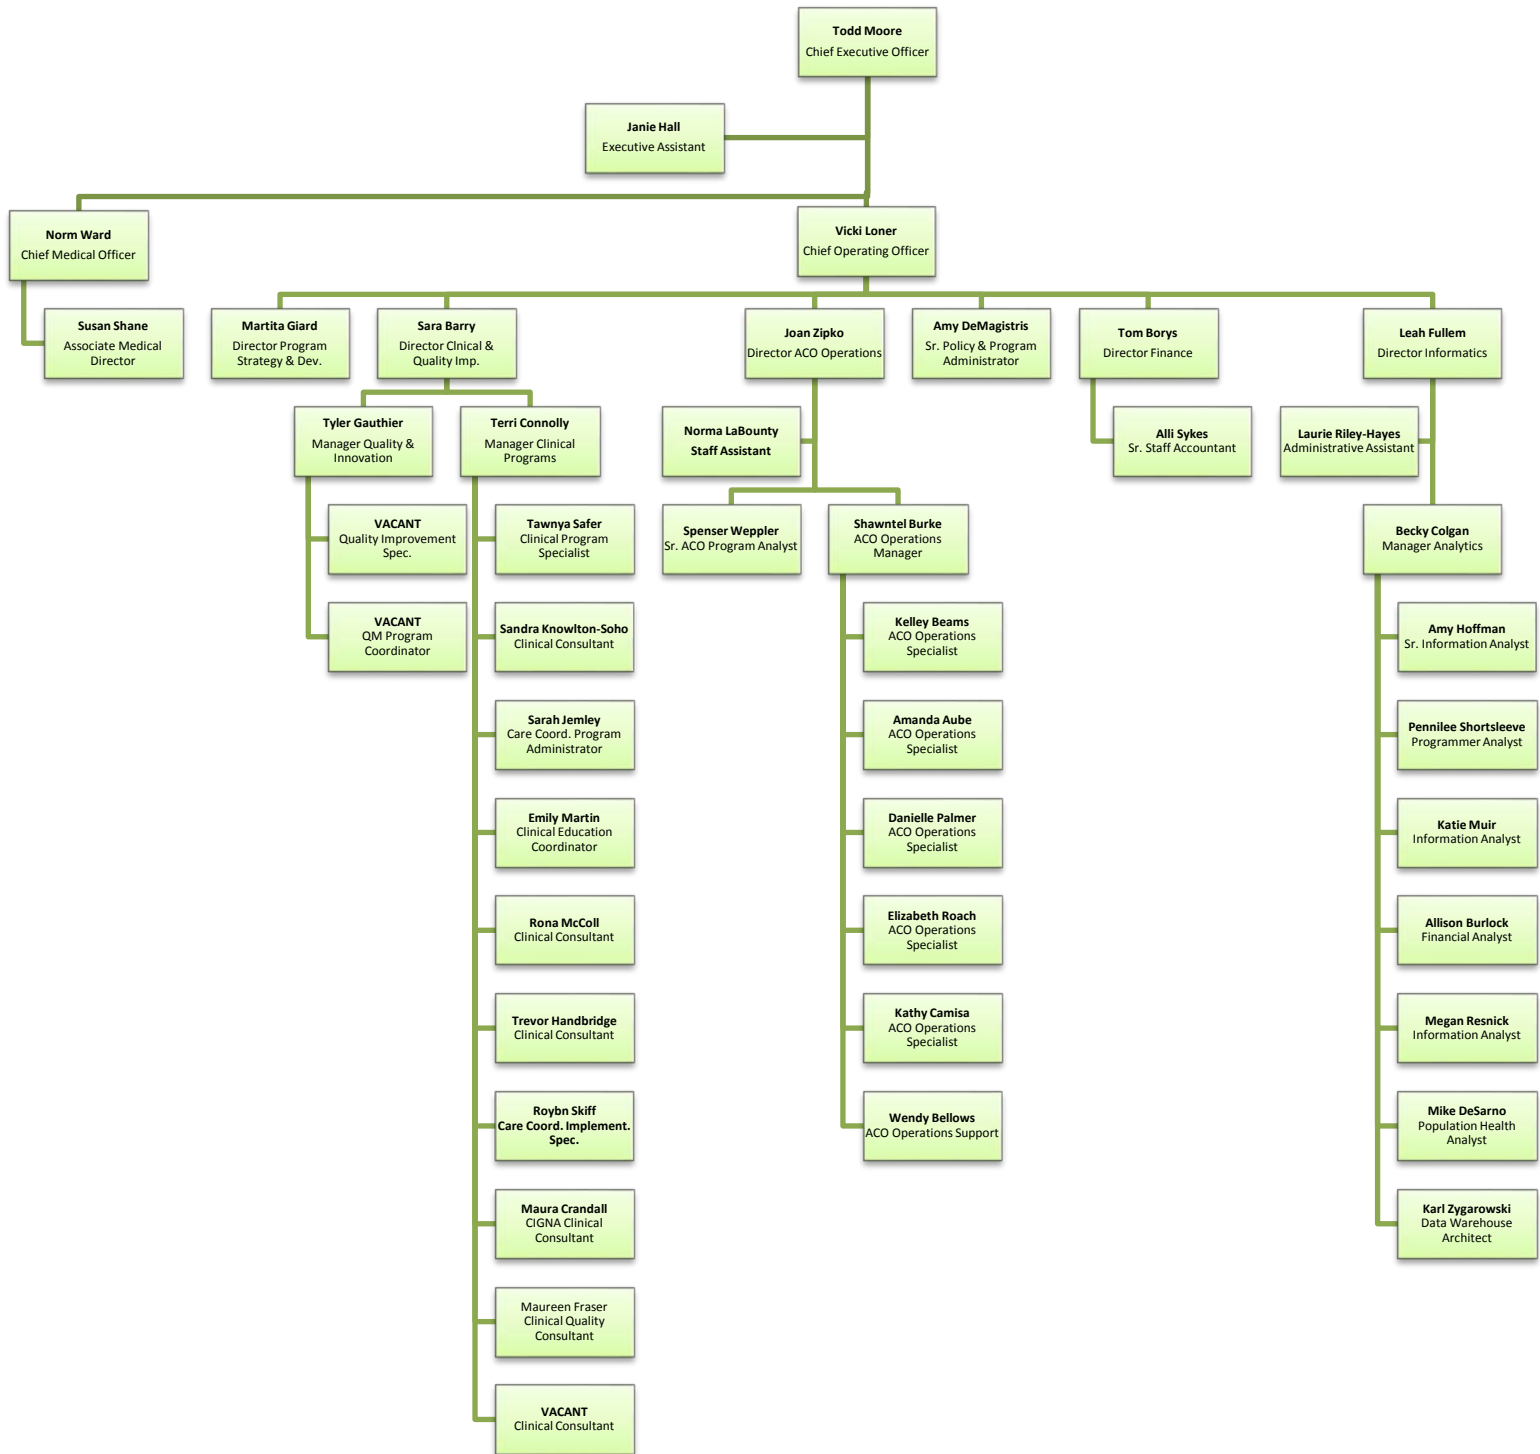 Todd Moore
Chief Executive Officer
Janie Hall
Executive Assistant
Norm Ward
Chief Medical Officer
Vicki Loner
Chief Operating Officer
Susan Shane
Associate Medical
Director
Martita Giard
Director Program
Strategy & Dev.
Sara Barry
Director Clnical &
Quality Imp.
Joan Zipko
Director ACO Operations
Amy DeMagistris
Sr. Policy & Program
Administrator
Tom Borys
Director Finance
Leah Fullem
Director Informatics
Tyler Gauthier
Manager Quality &
Innovation
Terri Connolly
Manager Clinical
Programs
Norma LaBounty
Staff Assistant
Alli Sykes
Sr. Staff Accountant
Laurie Riley-Hayes
Administrative Assistant
VACANT
Quality Improvement
Spec.
VACANT
QM Program
Coordinator
Tawnya Safer
Clinical Program
Specialist
Sandra Knowlton-Soho
Clinical Consultant
Sarah Jemley
Care Coord. Program
Administrator
Emily Martin
Clinical Education
Coordinator
Rona McColl
Clinical Consultant
Trevor Handbridge
Clinical Consultant
Roybn Skiff
Care Coord. Implement.
Spec.
Maura Crandall
CIGNA Clinical
Consultant
Maureen Fraser
Clinical Quality
Consultant
VACANT
Clinical Consultant
Spenser Weppler
Sr. ACO Program Analyst
Shawntel Burke
ACO Operations
Manager
Kelley Beams
ACO Operations
Specialist
Amanda Aube
ACO Operations
Specialist
Danielle Palmer
ACO Operations
Specialist
Elizabeth Roach
ACO Operations
Specialist
Kathy Camisa
ACO Operations
Specialist
Wendy Bellows
ACO Operations Support
Becky Colgan
Manager Analytics
Amy Hoffman
Sr. Information Analyst
Pennilee Shortsleeve
Programmer Analyst
Katie Muir
Information Analyst
Allison Burlock
Financial Analyst
Megan Resnick
Information Analyst
Mike DeSarno
Population Health
Analyst
Karl Zygarowski
Data Warehouse
Architect